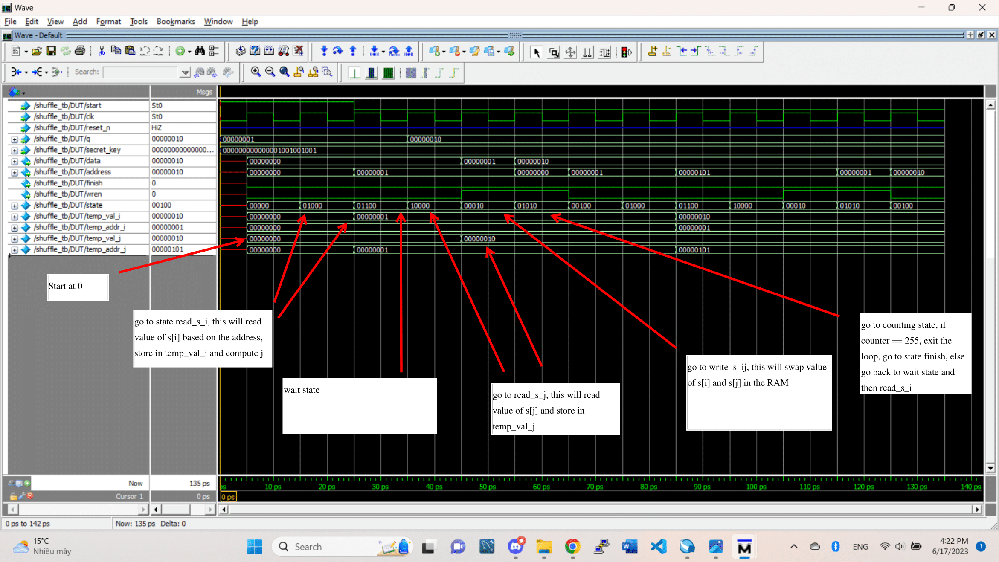 Wave
File Edit View Add Format Tools Bookmarks Window Help
Wave - Default
Search:
Msgs
/shuffle_tb/DUT/start St0
/shuffle_tb/DUT/clk St0
/shuffle_tb/DUT/reset_n HiZ
/shuffle_tb/DUT/q 00000010 00000001 00000010
/shuffle_tb/DUT/secret_key 00000000000000... 000000000000001001001001
/shuffle_tb/DUT/data 00000010 00000000 00000001 00000010
/shuffle_tb/DUT/address 00000010 00000000 00000001 00000000 00000001 00000101 00000001 00000010
/shuffle_tb/DUT/finish 0
/shuffle_tb/DUT/wren 0
/shuffle_tb/DUT/state 00100 00000 01000 01100 10000 00010 01010 00100 01000 01100 10000 00010 01010 00100
/shuffle_tb/DUT/temp_val_i 00000010 00000000 00000001 00000010
/shuffle_tb/DUT/temp_addr_i 00000001 00000000 00000001
/shuffle_tb/DUT/temp_val_j 00000010 00000000 00000010
/shuffle_tb/DUT/temp_addr_j 00000101 00000000 00000001 00000101
Start at 0
go to state read_s_i, this will read
value of s[i] based on the address,
store in temp_val_i and compute j
wait state
go to read_s_j, this will read
value of s[j] and store in
temp_val_j
go to write_s_ij, this will swap value
of s[i] and s[j] in the RAM
go to counting state, if
counter == 255, exit the
loop, go to state finish, else
go back to wait state and
then read_s_i
Now 135 ps
10 ps 20 ps 30 ps 40 ps 50 ps 60 ps 70 ps 80 ps 90 ps 100 ps 110 ps 120 ps 130 ps 140 ps
Cursor 1 0 ps 0 ps
0 ps to 142 ps Now: 135 ps Delta: 0
15°C
Nhiều mây
Search
ENG
4:22 PM
6/17/2023
1